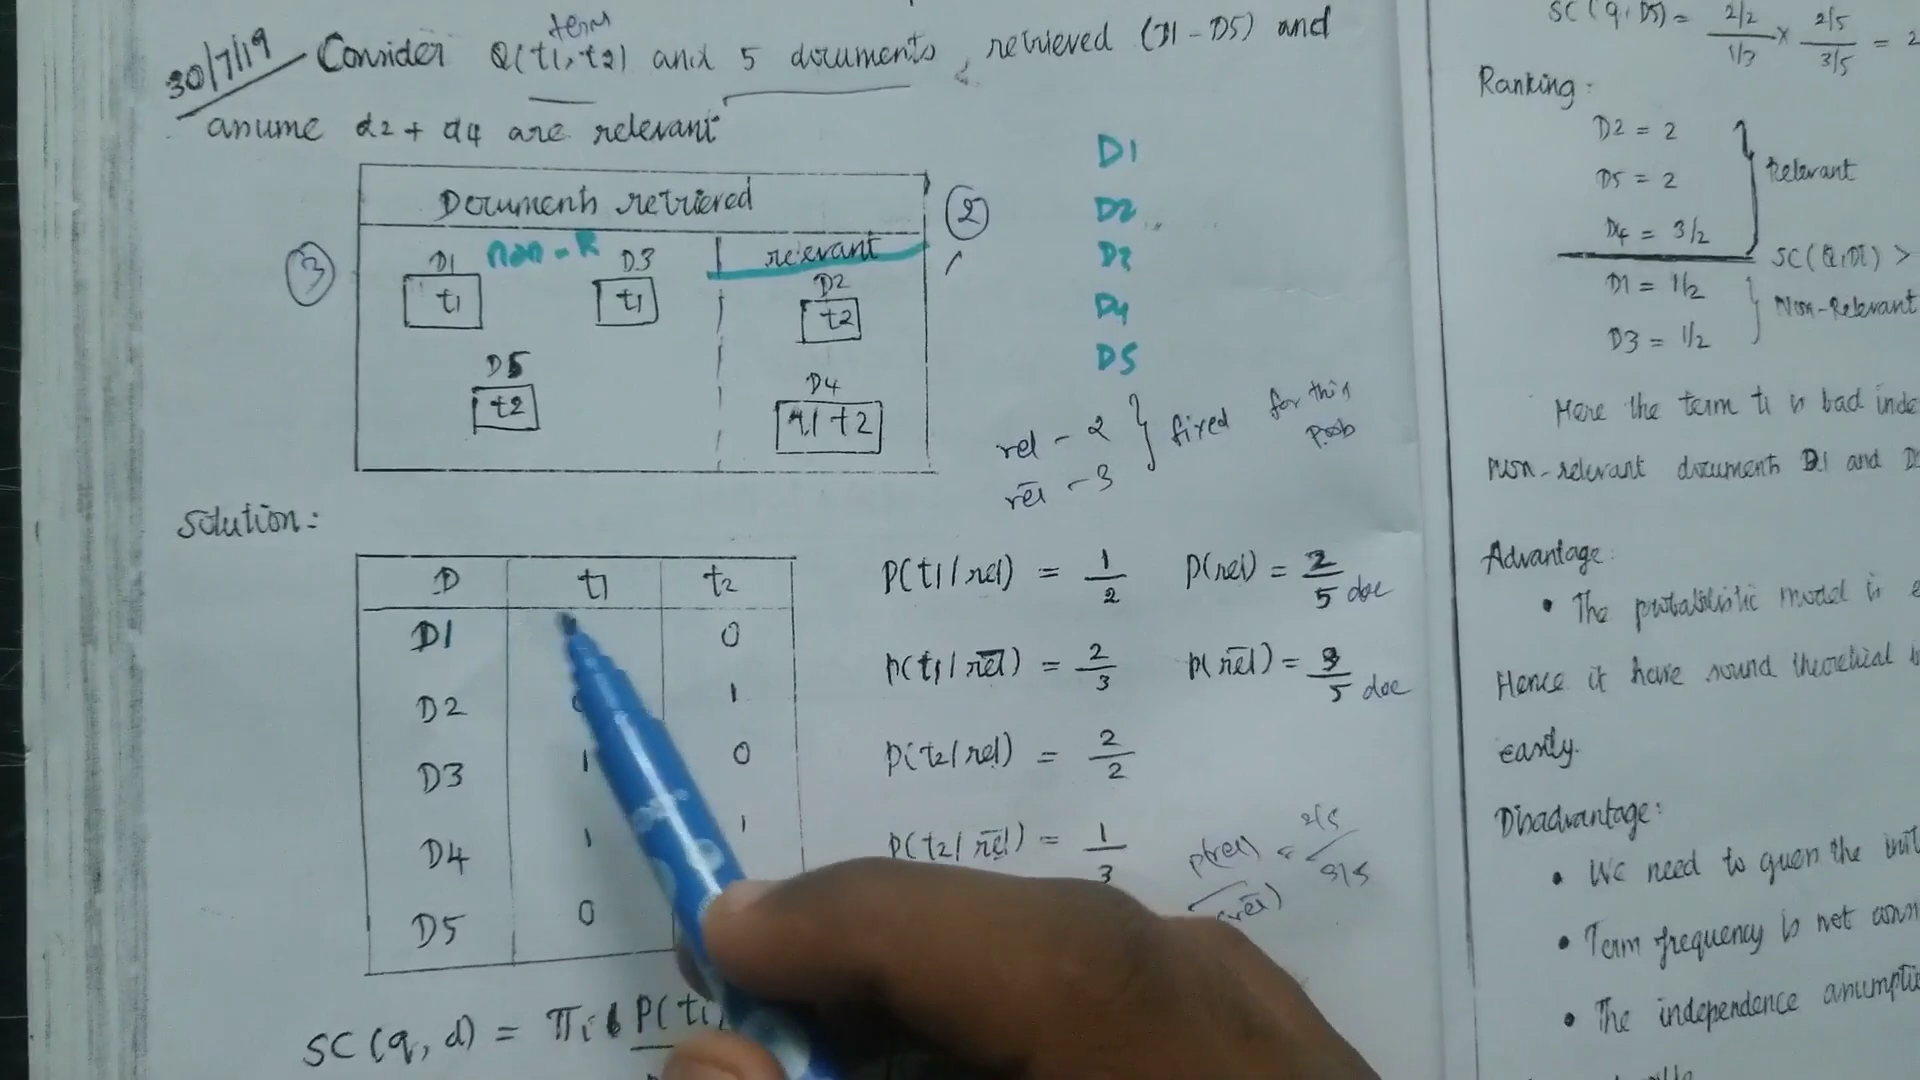 30/7/19
term
Consider Q(t1, t2) and 5 documents, retrieved (D1 - D5) and
assume d2 + d4 are relevant
Documents retrieved
2
3
D1 non-R D3 relevant
t1 t1 D2
t2
D5
t2
D4
t1 t2
D1
D2
D4
D5
rel - 2
rel̅ - 3
fixed for this
prob
Solution:
D t1 t2
D1 0
D2 1
D3 1 0
D4 1 1
D5 0
P(t1/rel) = 1/2 P(rel) = 2/5 doc
P(t1/rel̅) = 2/3 P(rel̅) = 3/5 doc
P(t2/rel) = 2/2
P(t2/rel̅) = 1/3
P(rel) = 2/5 / 3/5
SC(q, d) = πi P(ti
SC(q, D5) = 2/2 / 1/3 × 2/5 / 3/5 = 2
Ranking:
D2 = 2
D5 = 2
D4 = 3/2
Relevant
SC(Q,Di) >
D1 = 1/2
D3 = 1/2
Non-Relevant
Here the term t1 is bad inde
non-relevant documents D1 and D
Advantage:
• The probabilistic model is
Hence it have sound theoretical
easily.
Disadvantage:
• We need to guess the init
• Term frequency is not cons
• The independence assumptio